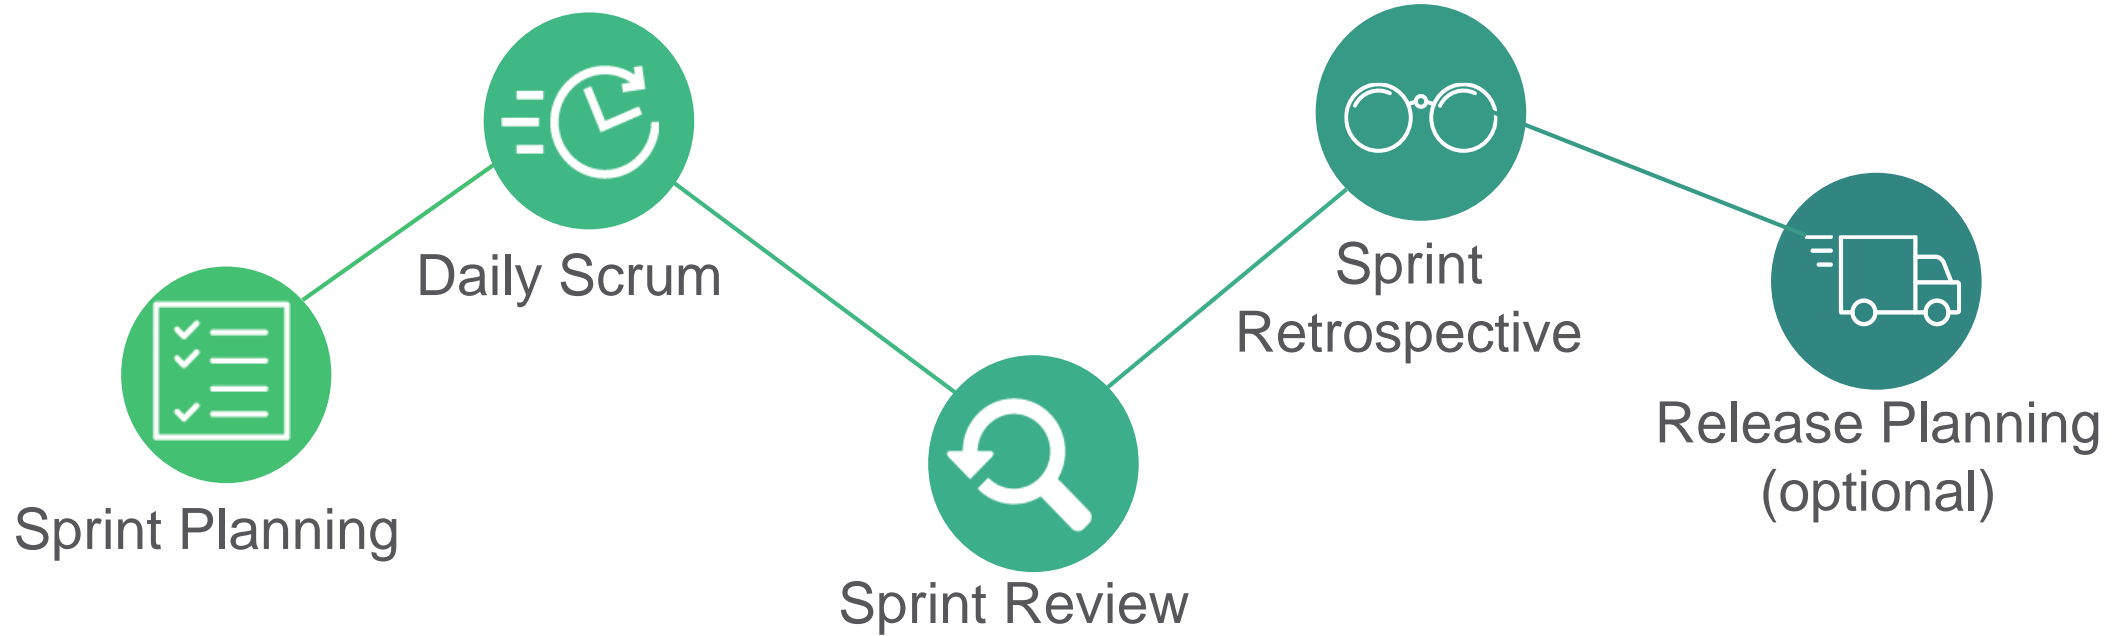 Sprint Planning
Daily Scrum
Sprint Review
Sprint
Retrospective
Release Planning
(optional)